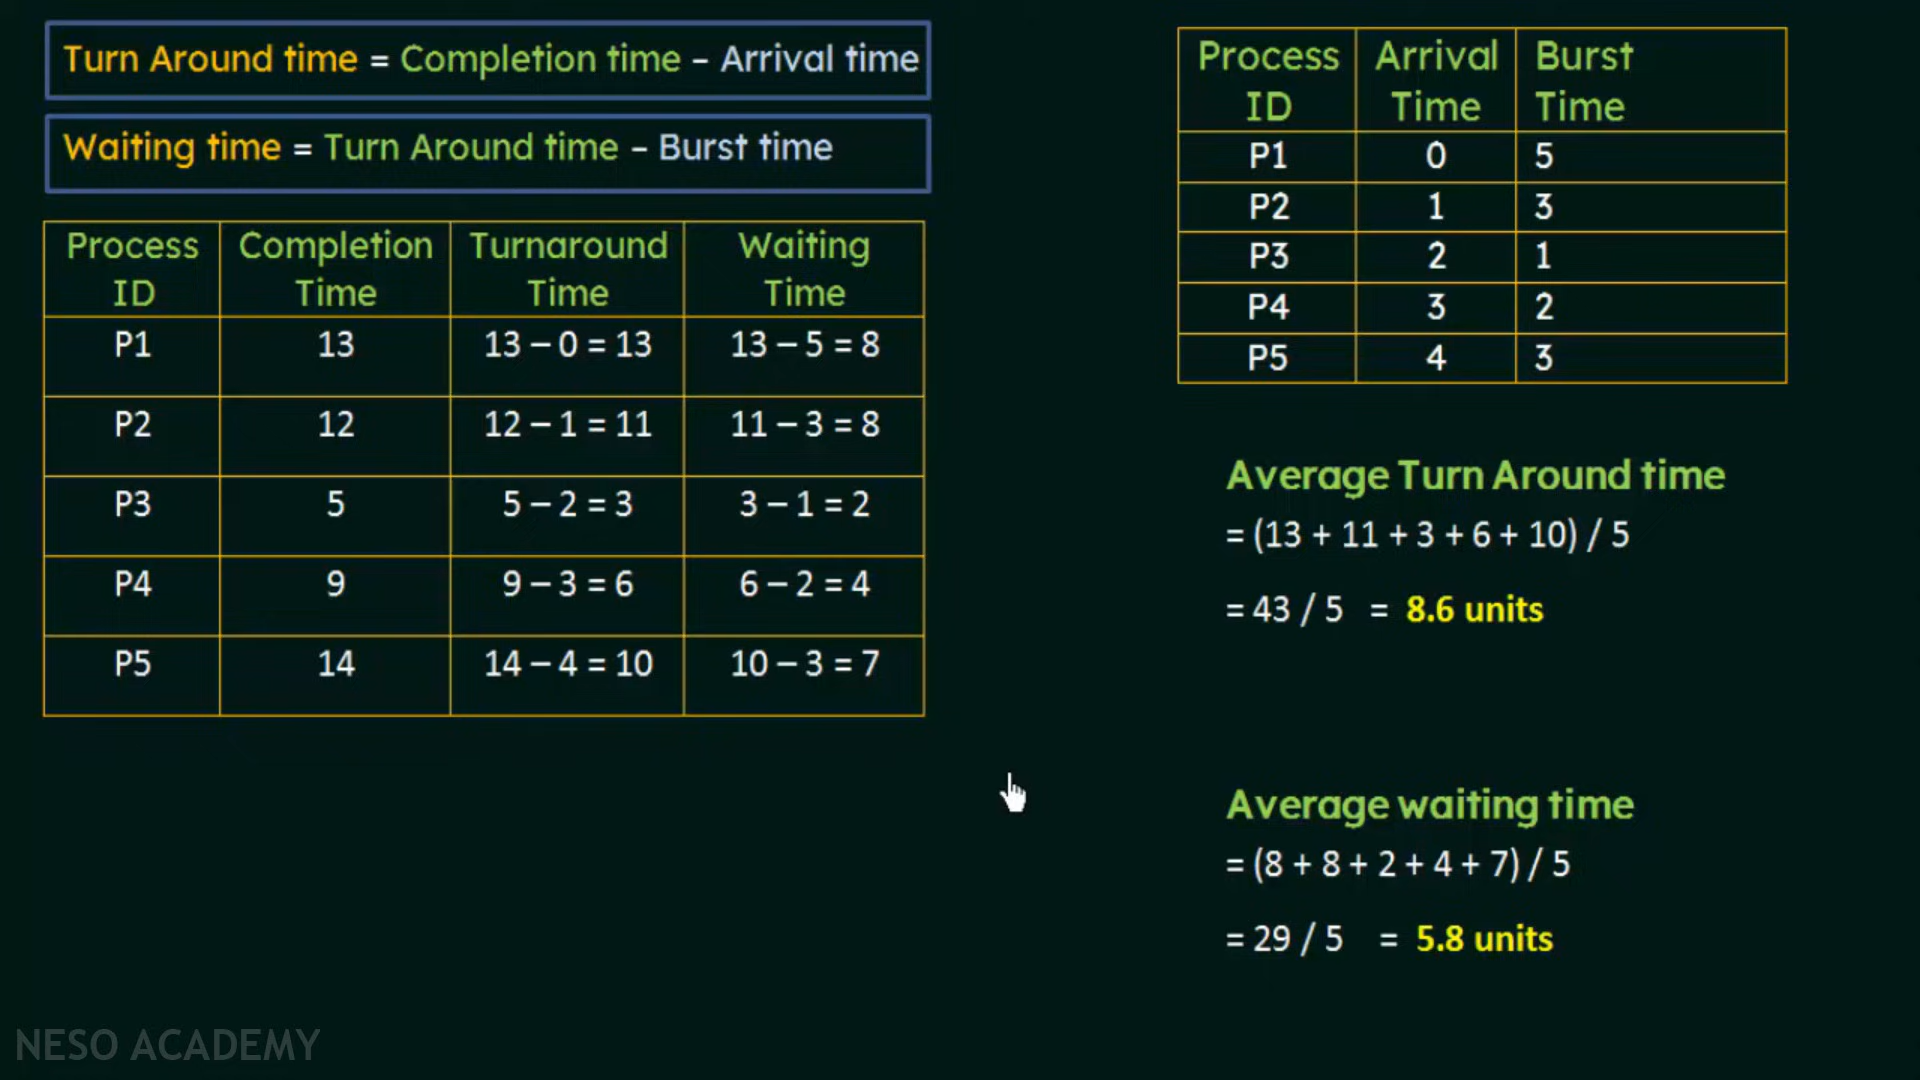 Turn Around time = Completion time – Arrival time
Waiting time = Turn Around time – Burst time
Process ID Completion Time Turnaround Time Waiting Time
P1 13 13 – 0 = 13 13 – 5 = 8
P2 12 12 – 1 = 11 11 – 3 = 8
P3 5 5 – 2 = 3 3 – 1 = 2
P4 9 9 – 3 = 6 6 – 2 = 4
P5 14 14 – 4 = 10 10 – 3 = 7
Process ID Arrival Time Burst Time
P1 0 5
P2 1 3
P3 2 1
P4 3 2
P5 4 3
Average Turn Around time
= (13 + 11 + 3 + 6 + 10) / 5
= 43 / 5 = 8.6 units
Average waiting time
= (8 + 8 + 2 + 4 + 7) / 5
= 29 / 5 = 5.8 units
NESO ACADEMY